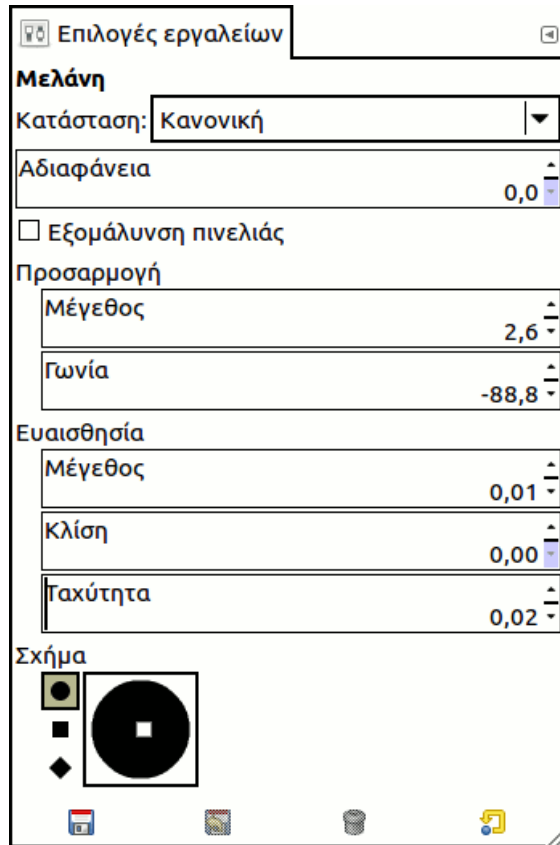 Επιλογές εργαλείων
Μελάνη
Κατάσταση: Κανονική
Αδιαφάνεια
0,0
Εξομάλυνση πινελιάς
Προσαρμογή
Μέγεθος
2,6
Γωνία
-88,8
Ευαισθησία
Μέγεθος
0,01
Κλίση
0,00
Ταχύτητα
0,02
Σχήμα